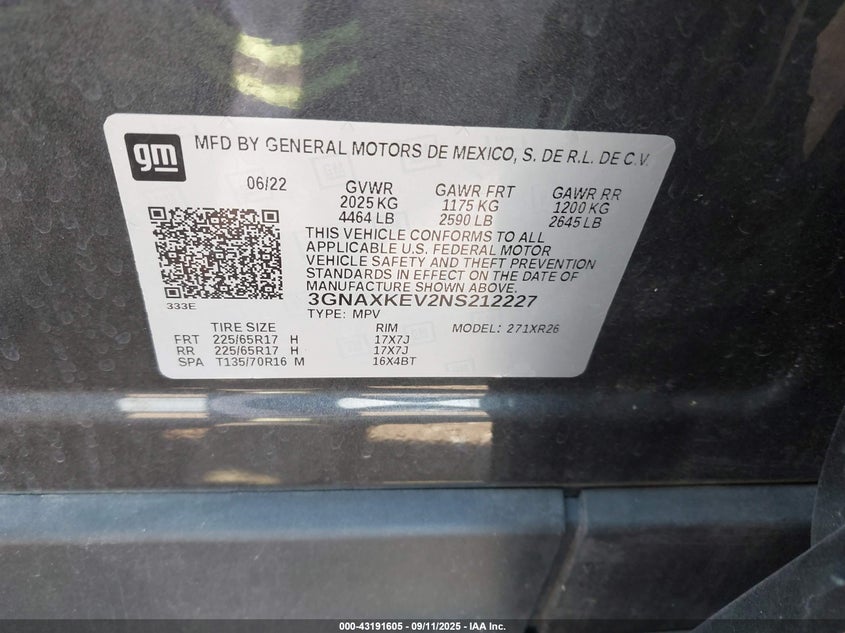 gm
MFD BY GENERAL MOTORS DE MEXICO, S. DE R.L. DE C.V.
06/22 GVWR GAWR FRT GAWR RR
2025 KG 1175 KG 1200 KG
4464 LB 2590 LB 2645 LB
THIS VEHICLE CONFORMS TO ALL
APPLICABLE U.S. FEDERAL MOTOR
VEHICLE SAFETY AND THEFT PREVENTION
STANDARDS IN EFFECT ON THE DATE OF
MANUFACTURE SHOWN ABOVE.
333E 3GNAXKEV2NS212227
TYPE: MPV
TIRE SIZE RIM MODEL: 271XR26
FRT 225/65R17 H 17X7J
RR 225/65R17 H 17X7J
SPA T135/70R16 M 16X4BT
000-43191605 - 09/11/2025 - IAA Inc.